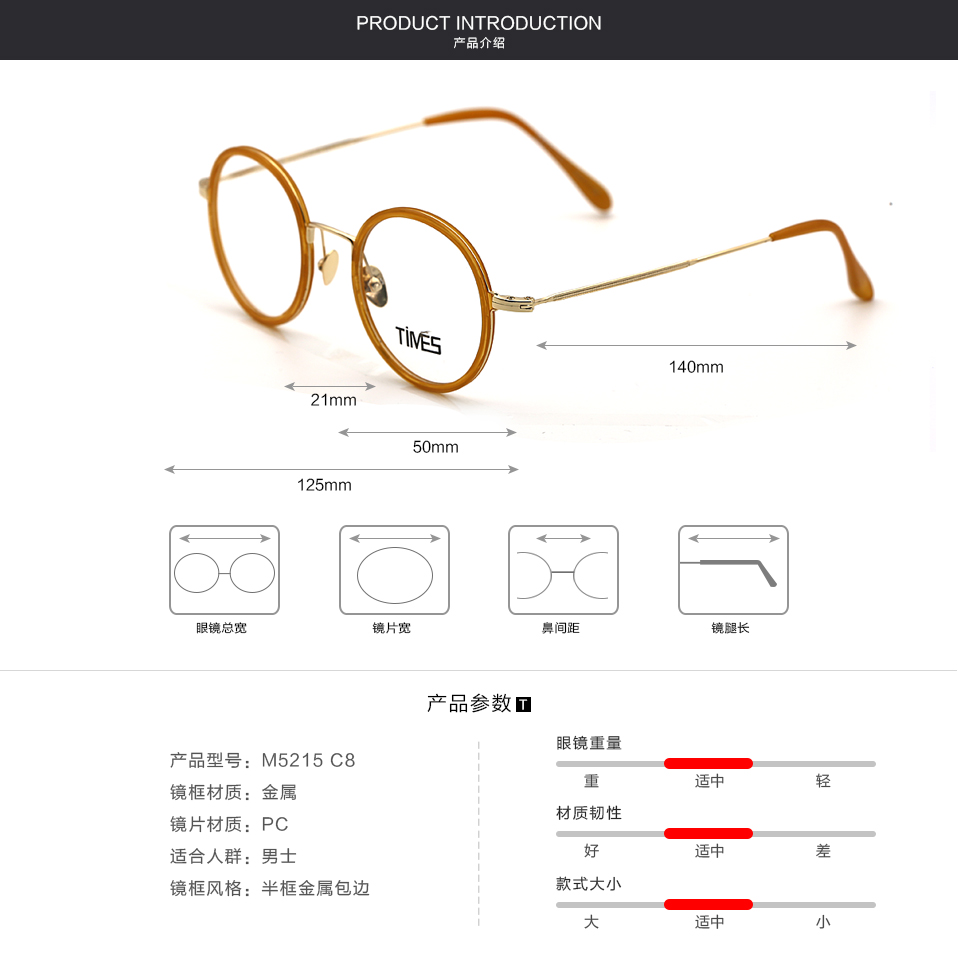 PRODUCT INTRODUCTION
产品介绍
TIMES
140mm
21mm
50mm
125mm
眼镜总宽
镜片宽
鼻间距
镜腿长
产品参数 T
产品型号：M5215 C8
镜框材质：金属
镜片材质：PC
适合人群：男士
镜框风格：半框金属包边
眼镜重量
重 适中 轻
材质韧性
好 适中 差
款式大小
大 适中 小